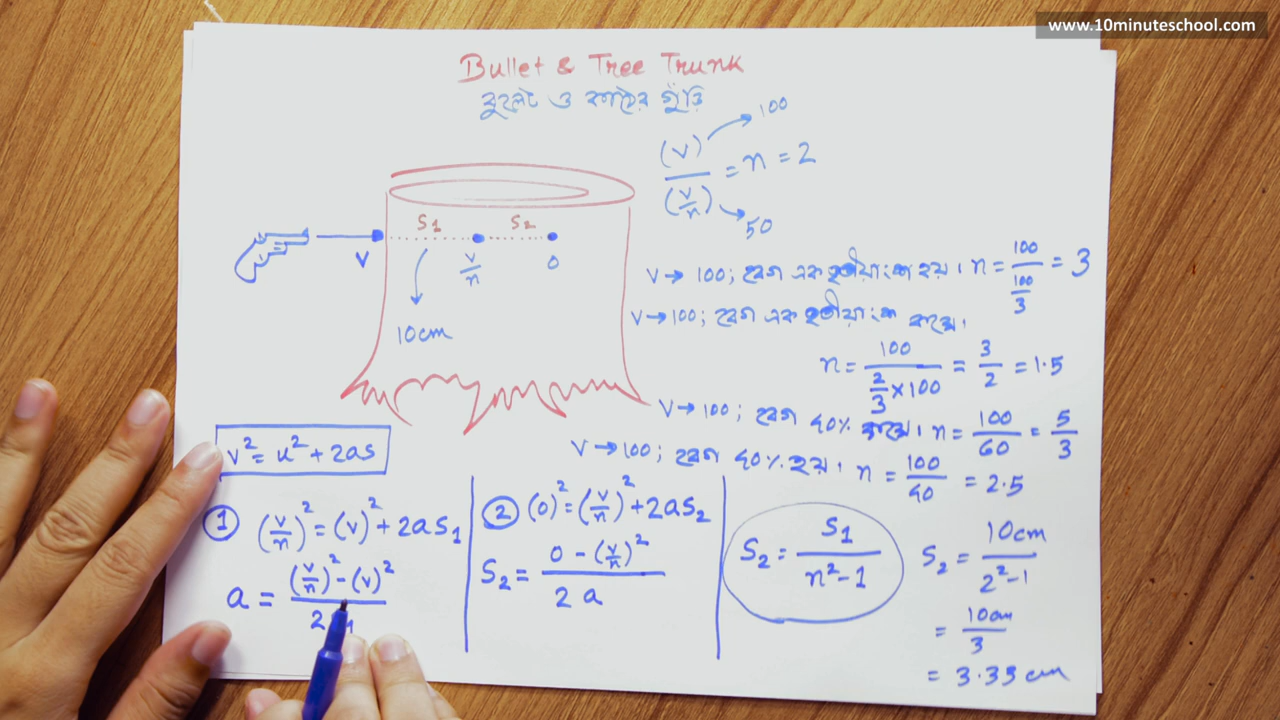 www.10minuteschool.com
Bullet & Tree Trunk
বুলেট ও কাঠের গুঁড়ি
(v) / (v/n) = n = 2
100
50
S1 S2
v
v/n
0
10cm
v → 100; বেগ এক তৃতীয়াংশ হয়। n = 100 / (100/3) = 3
v → 100; বেগ এক তৃতীয়াংশ কমে।
n = 100 / (2/3 × 100) = 3/2 = 1.5
v → 100; বেগ ৪০% কমে। n = 100/60 = 5/3
v → 100; বেগ ৪০% হয়। n = 100/40 = 2.5
v² = u² + 2as
① (v/n)² = (v)² + 2aS1
a = ((v/n)² - (v)²) / 2
② (0)² = (v/n)² + 2aS2
S2 = (0 - (v/n)²) / 2a
S2 = S1 / (n² - 1)
S2 = 10cm / (2² - 1)
= 10cm / 3
= 3.33 cm